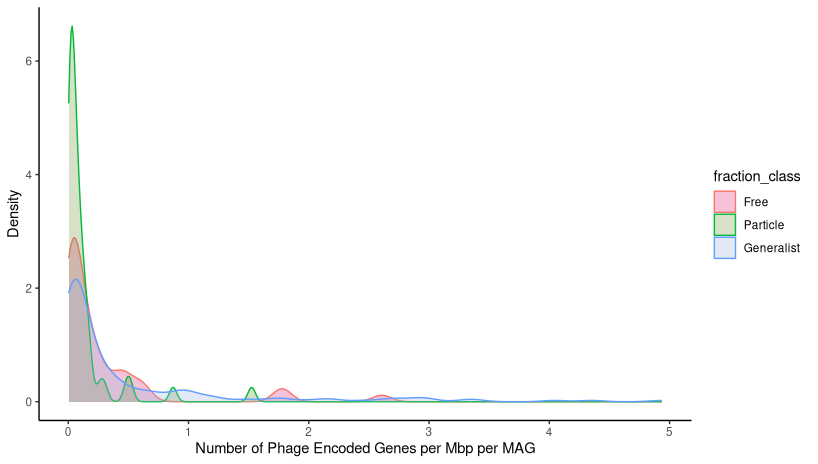 6
4
2
0
Density
0 1 2 3 4 5
Number of Phage Encoded Genes per Mbp per MAG
fraction_class
Free
Particle
Generalist